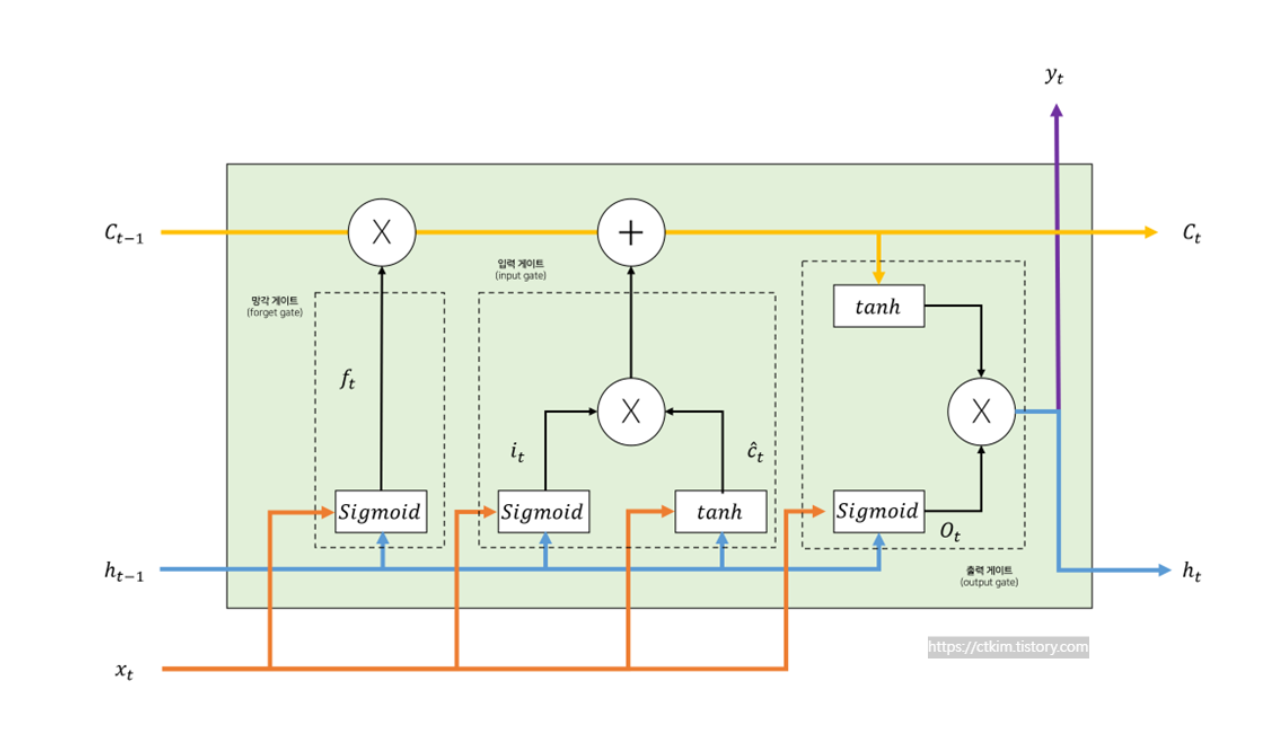 y_t
X
+
C_{t-1}
C_t
입력 게이트
(input gate)
망각 게이트
(forget gate)
tanh
f_t
X
X
i_t
ĉ_t
Sigmoid
Sigmoid
tanh
Sigmoid
O_t
h_{t-1}
h_t
출력 게이트
(output gate)
https://ctkim.tistory.com
x_t